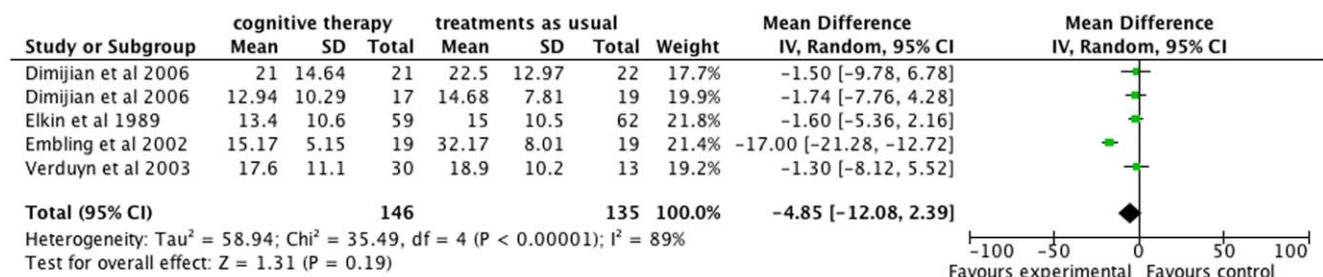 cognitive therapy treatments as usual Mean Difference Mean Difference
Study or Subgroup Mean SD Total Mean SD Total Weight IV, Random, 95% CI IV, Random, 95% CI
Dimijian et al 2006 21 14.64 21 22.5 12.97 22 17.7% -1.50 [-9.78, 6.78]
Dimijian et al 2006 12.94 10.29 17 14.68 7.81 19 19.9% -1.74 [-7.76, 4.28]
Elkin et al 1989 13.4 10.6 59 15 10.5 62 21.8% -1.60 [-5.36, 2.16]
Embling et al 2002 15.17 5.15 19 32.17 8.01 19 21.4% -17.00 [-21.28, -12.72]
Verduyn et al 2003 17.6 11.1 30 18.9 10.2 13 19.2% -1.30 [-8.12, 5.52]
Total (95% CI) 146 135 100.0% -4.85 [-12.08, 2.39]
Heterogeneity: Tau² = 58.94; Chi² = 35.49, df = 4 (P < 0.00001); I² = 89%
Test for overall effect: Z = 1.31 (P = 0.19)
-100 -50 0 50 100
Favours experimental Favours control